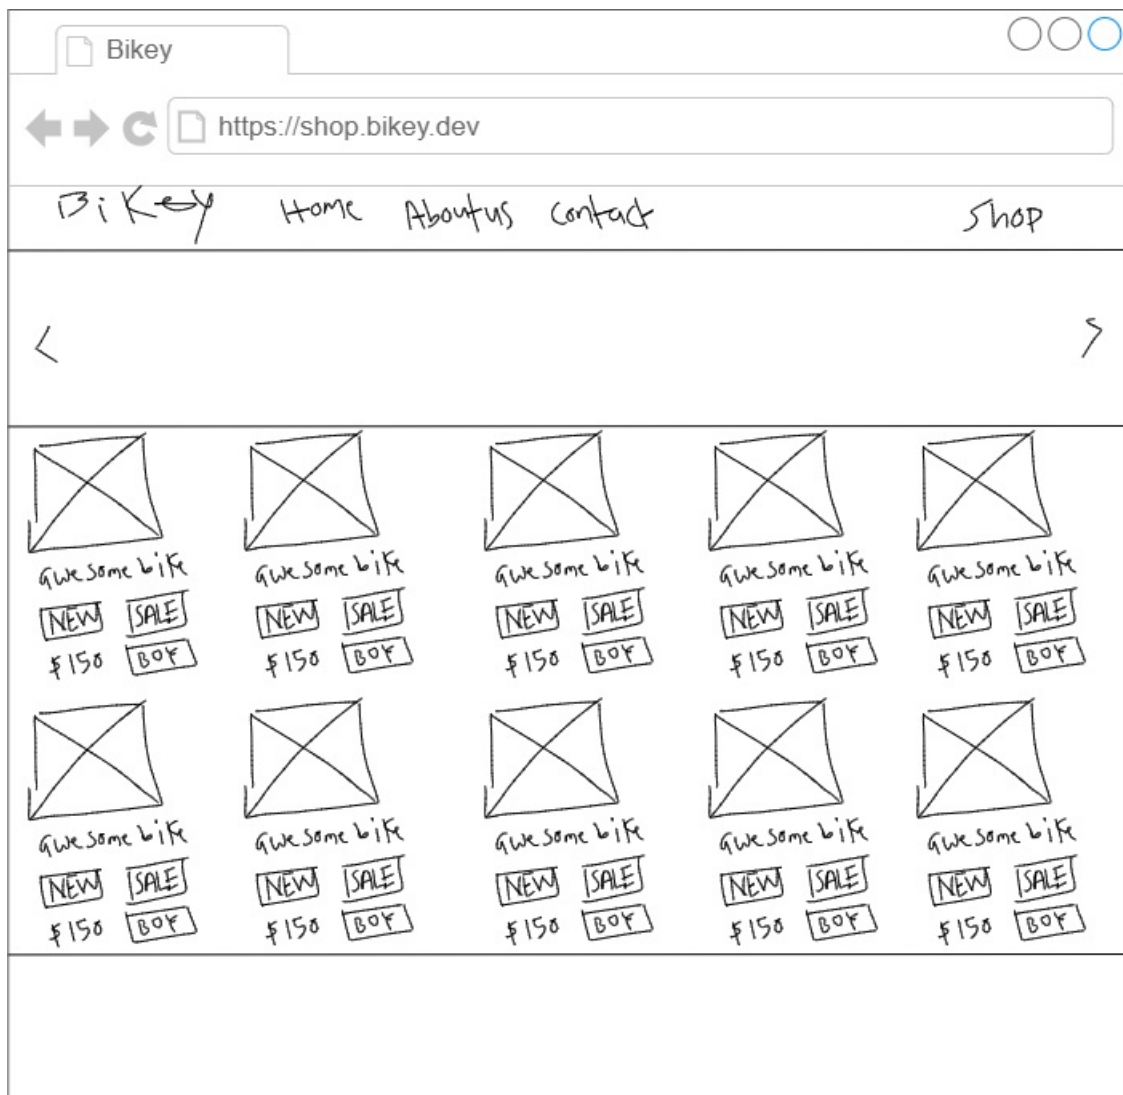 Bikey
https://shop.bikey.dev
BiKey Home About us Contact Shop
< >
awesome bike awesome bike awesome bike awesome bike awesome bike
NEW SALE NEW SALE NEW SALE NEW SALE NEW SALE
$150 BOY $150 BOY $150 BOY $150 BOY $150 BOY
awesome bike awesome bike awesome bike awesome bike awesome bike
NEW SALE NEW SALE NEW SALE NEW SALE NEW SALE
$150 BOY $150 BOY $150 BOY $150 BOY $150 BOY